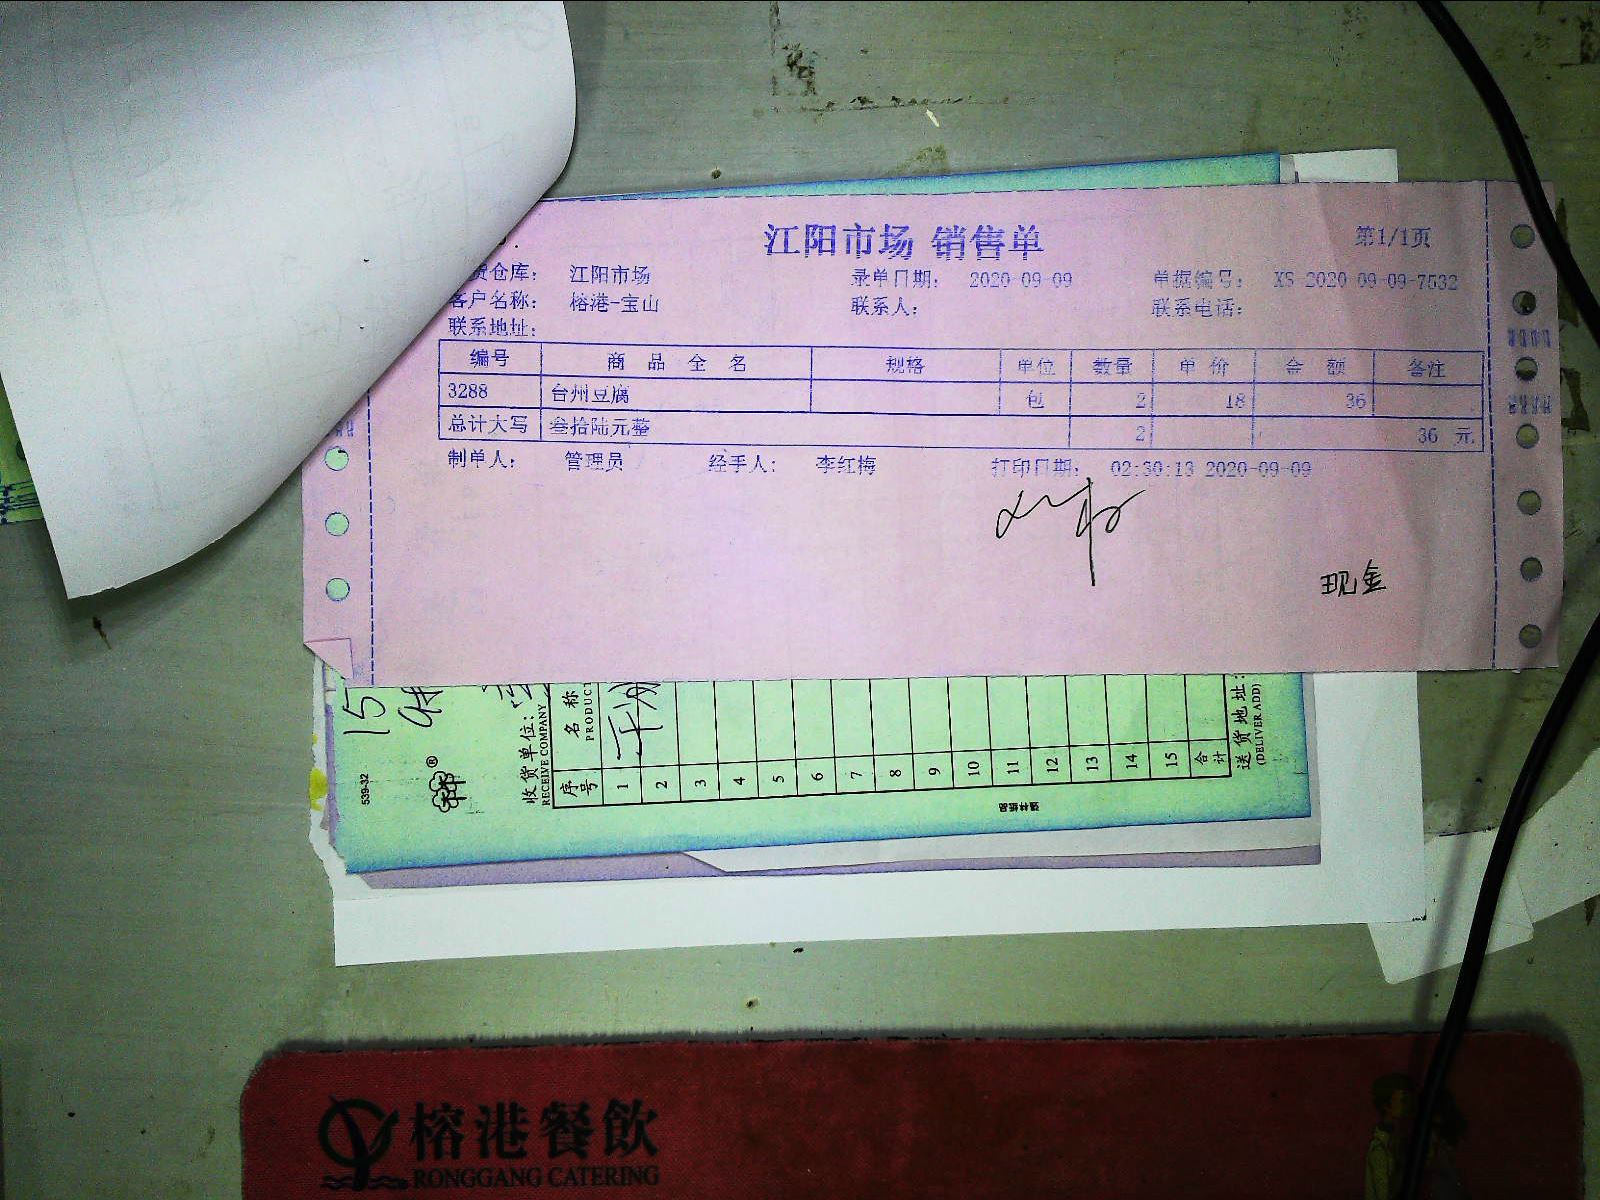 江阳市场 销售单
第1/1页
货仓库： 江阳市场 录单日期： 2020-09-09 单据编号： XS-2020-09-09-7532
客户名称： 榕港-宝山 联系人： 联系电话：
联系地址：
编号 商品全名 规格 单位 数量 单价 金额 备注
3288 台州豆腐 包 2 18 36
总计大写 叁拾陆元整 2 36 元
制单人： 管理员 经手人： 李红梅 打印日期： 02:30:13 2020-09-09
现金
15
539-32
收货单位：
RECEIVE COMPANY
序号 名称
PRODUCT
1
2
3
4
5
6
7
8
9
10
11
12
13
14
15
合计
送货地址：
(DELIVER ADD)
榕港餐飲
RONGGANG CATERING